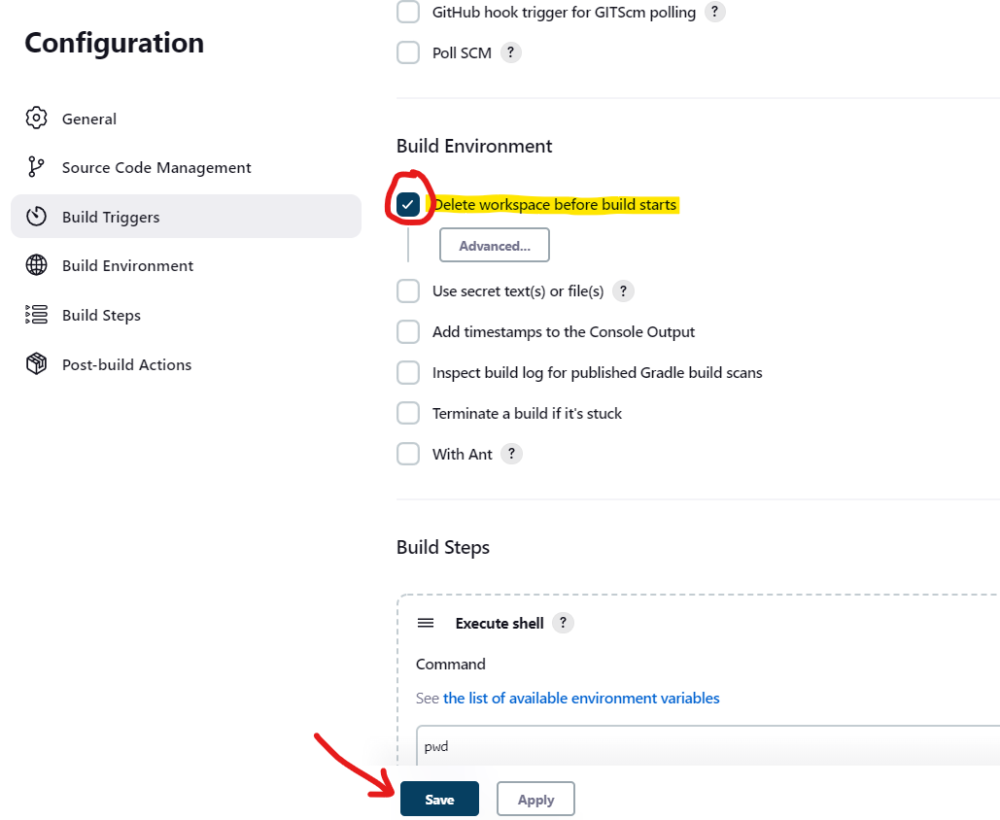 Configuration
General
Source Code Management
Build Triggers
Build Environment
Build Steps
Post-build Actions
GitHub hook trigger for GITScm polling ?
Poll SCM ?
Build Environment
Delete workspace before build starts
Advanced...
Use secret text(s) or file(s) ?
Add timestamps to the Console Output
Inspect build log for published Gradle build scans
Terminate a build if it's stuck
With Ant ?
Build Steps
Execute shell ?
Command
See the list of available environment variables
pwd
Save
Apply